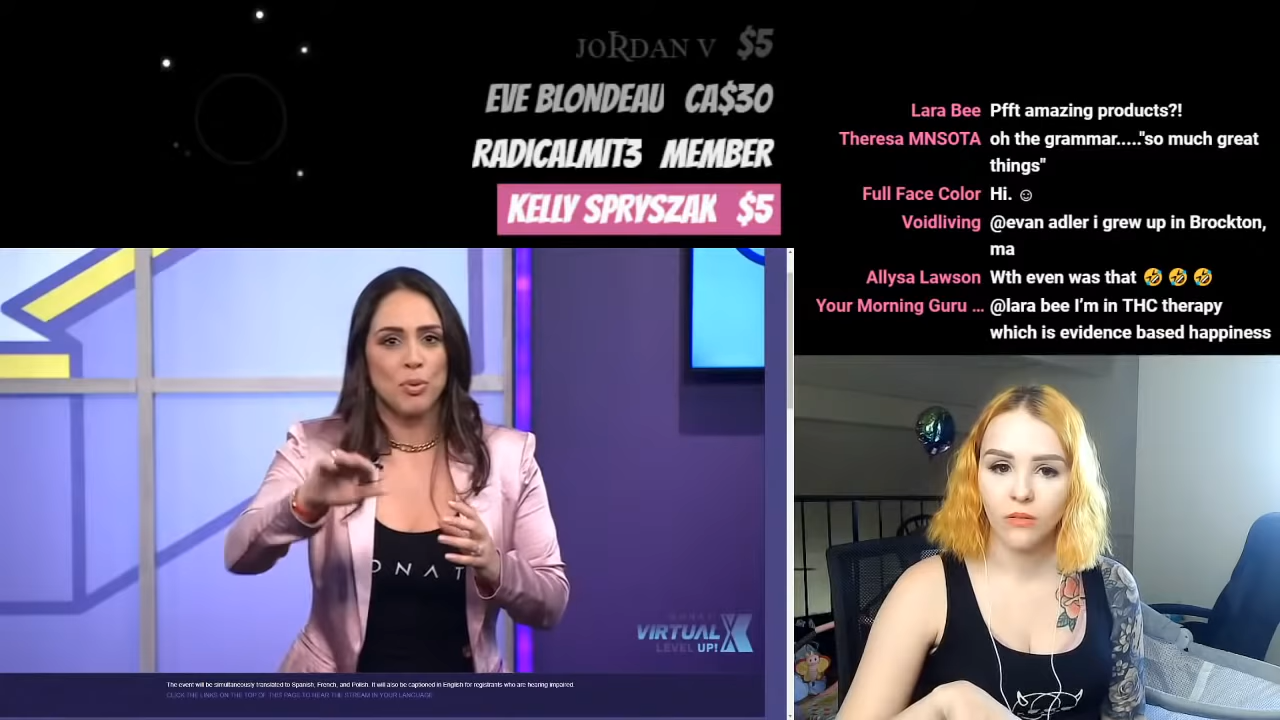 JORDAN V $5
EVE BLONDEAU CA$30
RADICALMIT3 MEMBER
KELLY SPRYSZAK $5
Lara Bee Pfft amazing products?!
Theresa MNSOTA oh the grammar....."so much great
things"
Full Face Color Hi. ☺
Voidliving @evan adler i grew up in Brockton,
ma
Allysa Lawson Wth even was that 🤣 🤣 🤣
Your Morning Guru ... @lara bee I’m in THC therapy
which is evidence based happiness
ONAT
VIRTUAL X
LEVEL UP!
The event will be simultaneously translated to Spanish, French, and Polish. It will also be captioned in English for registrants who are hearing impaired.
CLICK THE LINKS ON THE TOP OF THIS PAGE TO HEAR THE STREAM IN YOUR LANGUAGE